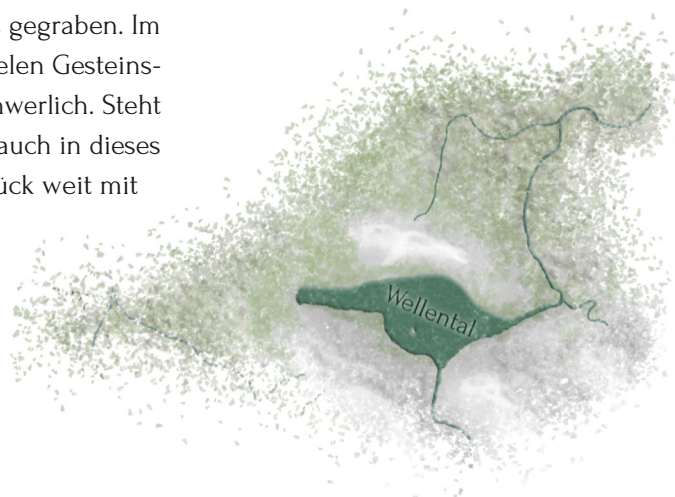 gegraben. Im
elen Gesteins-
werlich. Steht
auch in dieses
ück weit mit
Wellental